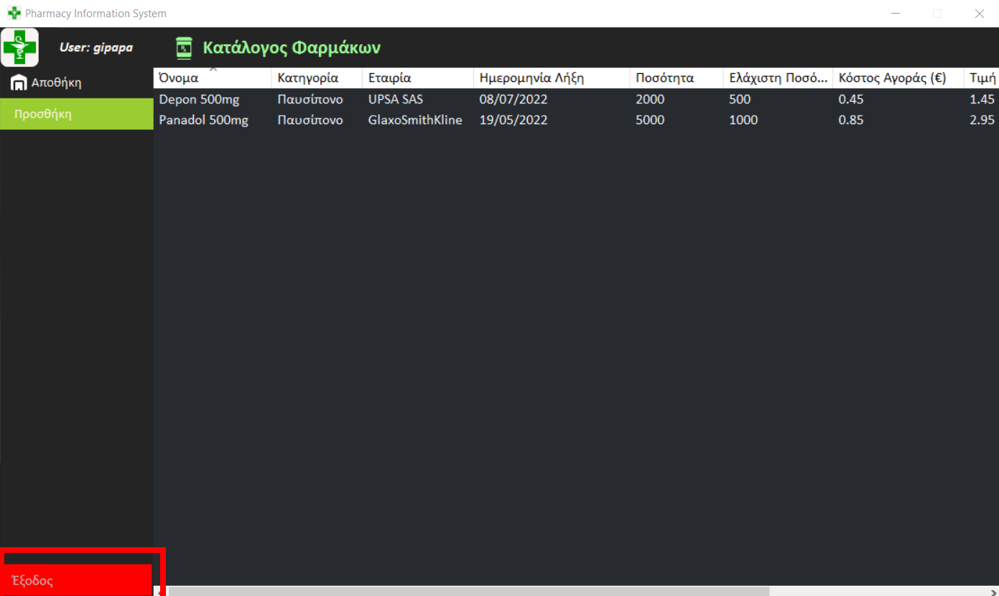 Pharmacy Information System
User: gipapa
Κατάλογος Φαρμάκων
Αποθήκη
Προσθήκη
Όνομα Κατηγορία Εταιρία Ημερομηνία Λήξη Ποσότητα Ελάχιστη Ποσό... Κόστος Αγοράς (€) Τιμή
Depon 500mg Παυσίπονο UPSA SAS 08/07/2022 2000 500 0.45 1.45
Panadol 500mg Παυσίπονο GlaxoSmithKline 19/05/2022 5000 1000 0.85 2.95
Έξοδος